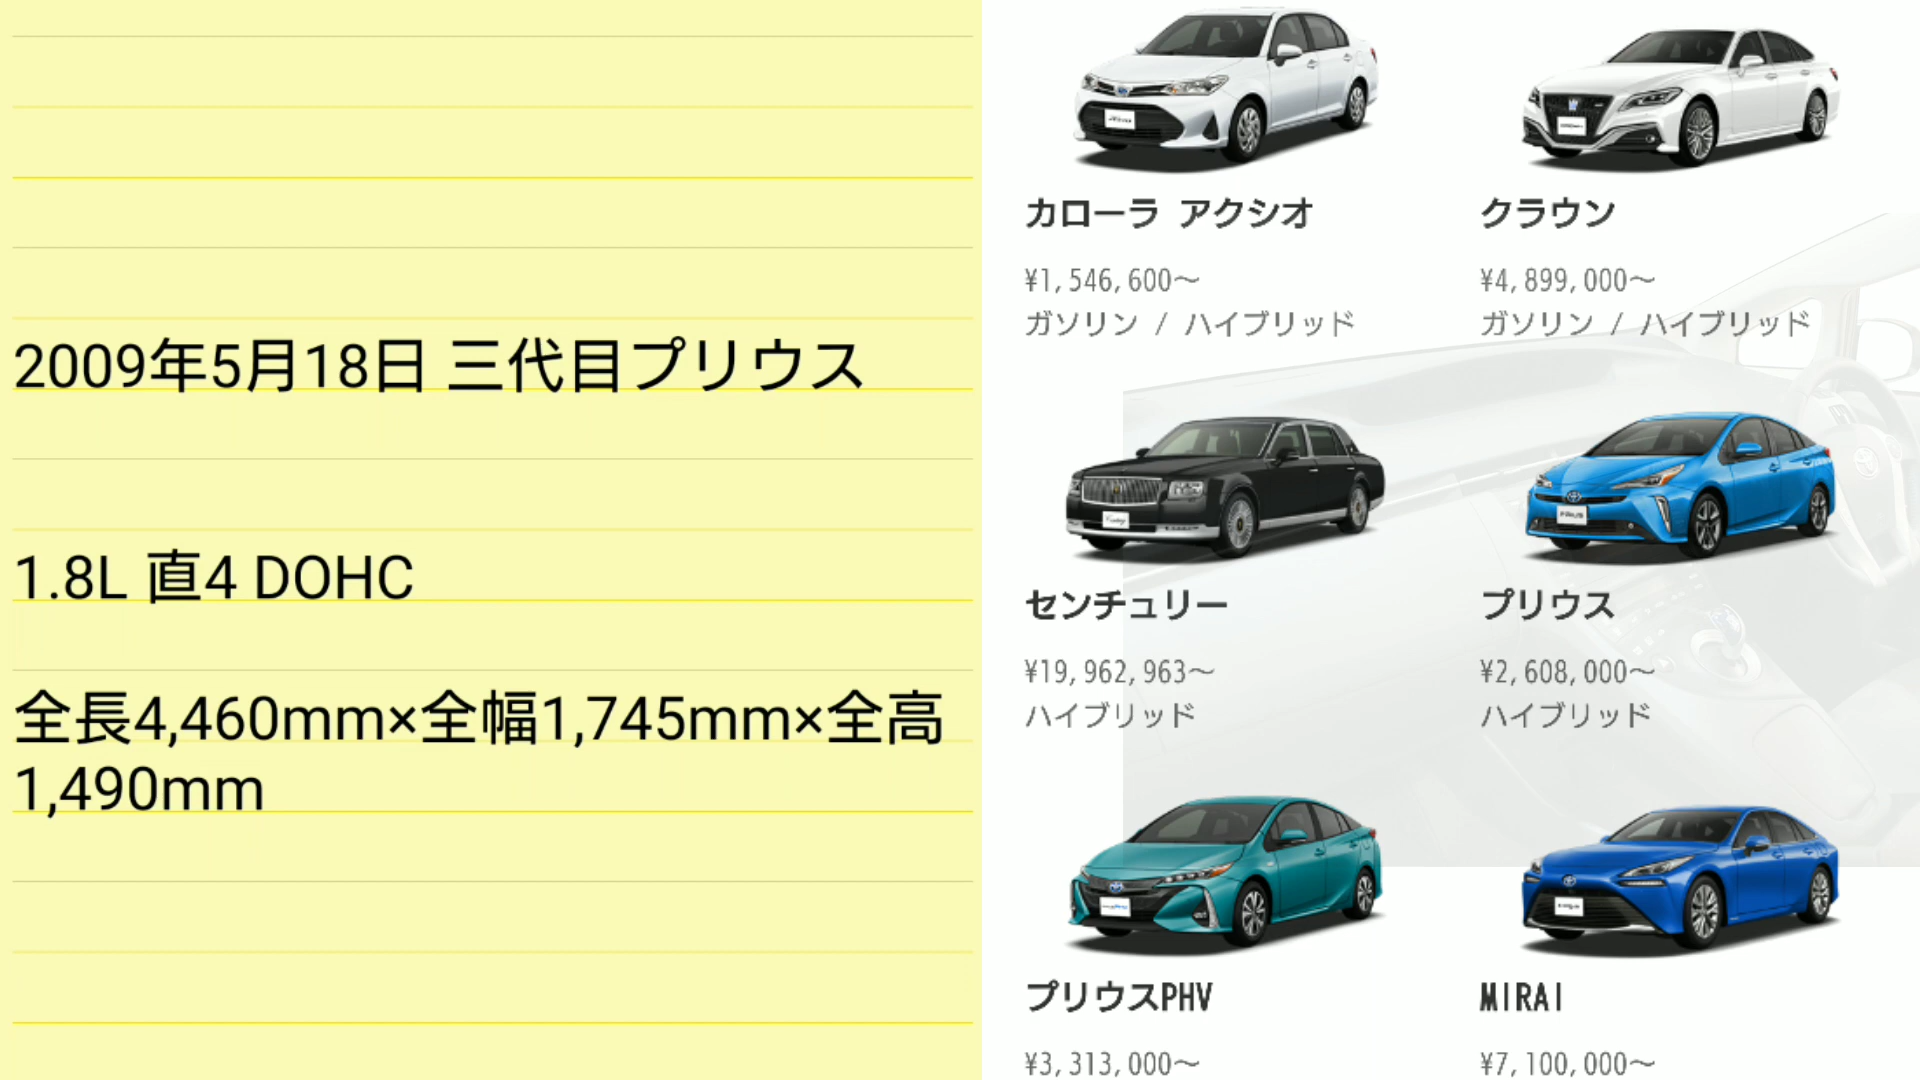 2009年5月18日 三代目プリウス
1.8L 直4 DOHC
全長4,460mm×全幅1,745mm×全高
1,490mm
カローラ アクシオ
¥1,546,600～
ガソリン / ハイブリッド
クラウン
¥4,899,000～
ガソリン / ハイブリッド
センチュリー
¥19,962,963～
ハイブリッド
プリウス
¥2,608,000～
ハイブリッド
プリウスPHV
¥3,313,000～
MIRAI
¥7,100,000～